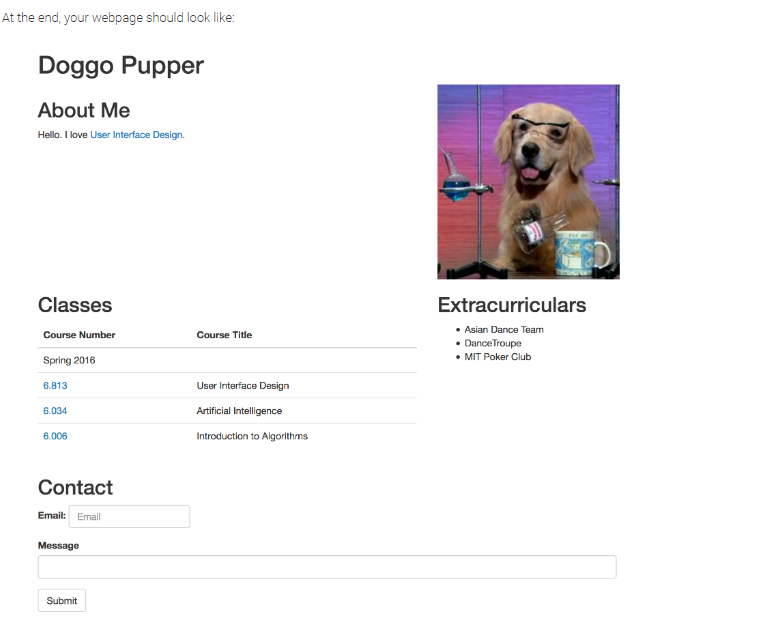 At the end, your webpage should look like:
Doggo Pupper
About Me
Hello. I love User Interface Design.
Classes
Course Number Course Title
Spring 2016
6.813 User Interface Design
6.034 Artificial Intelligence
6.006 Introduction to Algorithms
Extracurriculars
Asian Dance Team
DanceTroupe
MIT Poker Club
Contact
Email: Email
Message
Submit